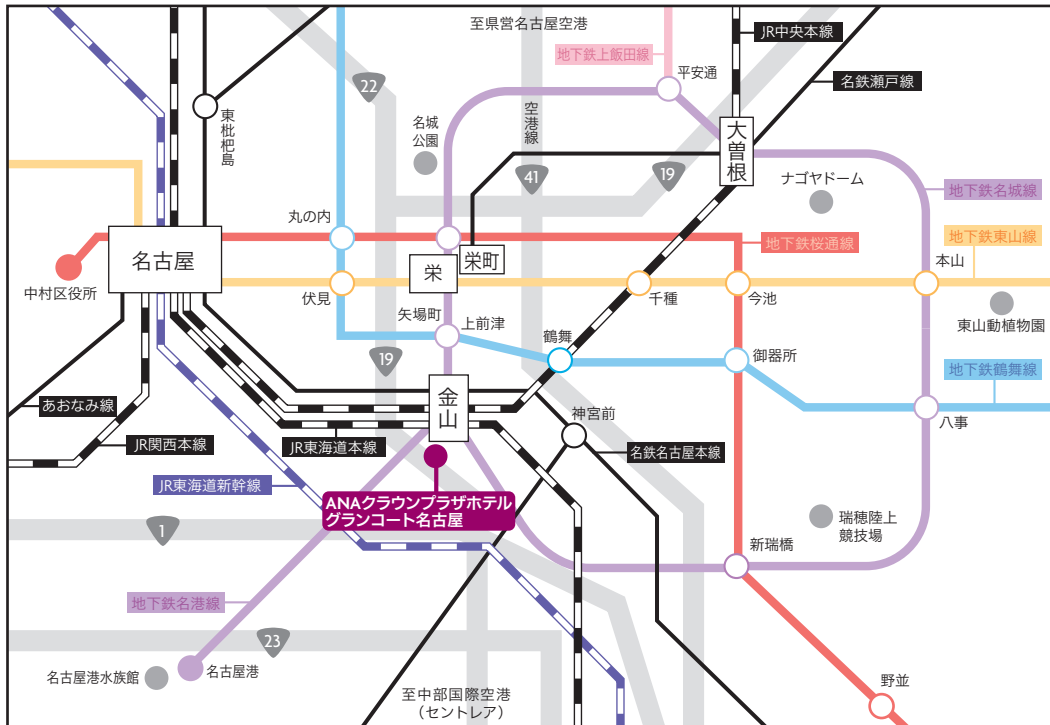 至県営名古屋空港
JR中央本線
地下鉄上飯田線
平安通
名鉄瀬戸線
22
東枇杷島
名城
公園
空港線
大曽根
41
19
ナゴヤドーム
地下鉄名城線
丸の内
地下鉄桜通線
地下鉄東山線
名古屋
栄町
栄
本山
中村区役所
伏見
千種
今池
矢場町
上前津
鶴舞
東山動植物園
19
御器所
地下鉄鶴舞線
金山
あおなみ線
神宮前
八事
JR関西本線
JR東海道本線
名鉄名古屋本線
JR東海道新幹線
ANAクラウンプラザホテル
グランコート名古屋
瑞穂陸上
競技場
1
新瑞橋
地下鉄名港線
23
名古屋港水族館
名古屋港
至中部国際空港
（セントレア）
野並